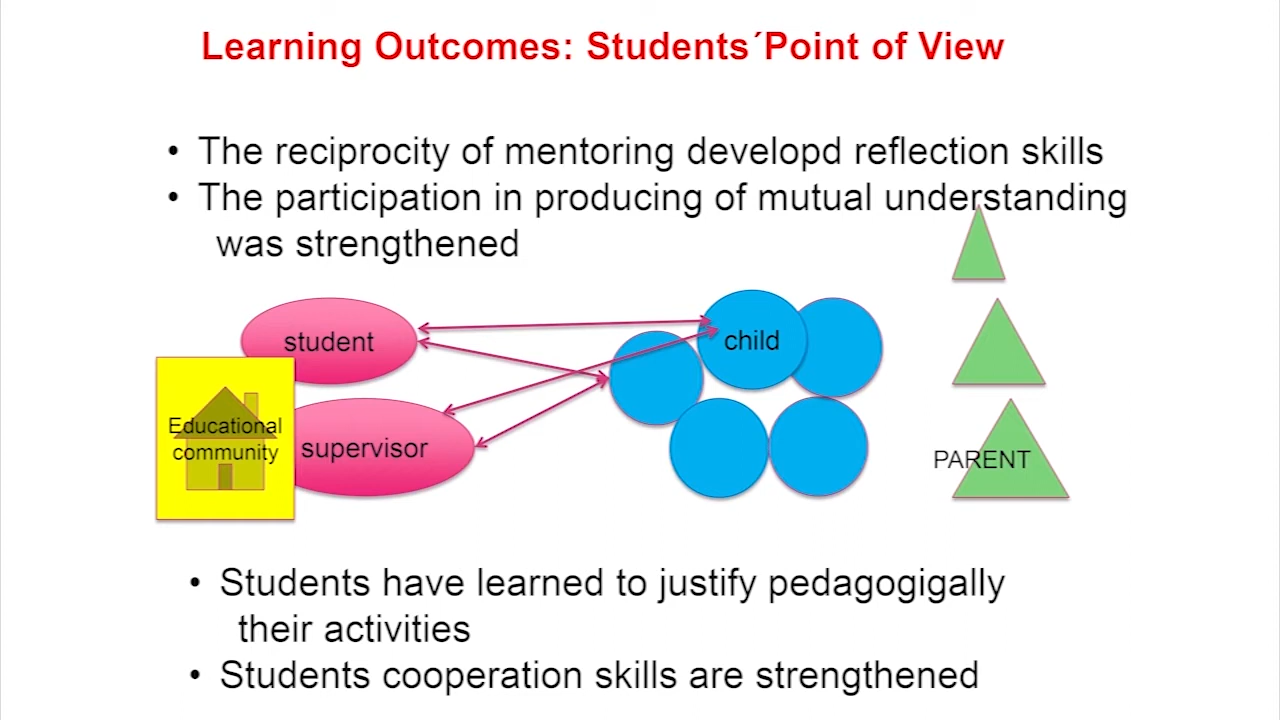 Learning Outcomes: Students´Point of View
• The reciprocity of mentoring developd reflection skills
• The participation in producing of mutual understanding
was strengthened
student
child
Educational
community
supervisor
PARENT
• Students have learned to justify pedagogigally
their activities
• Students cooperation skills are strengthened